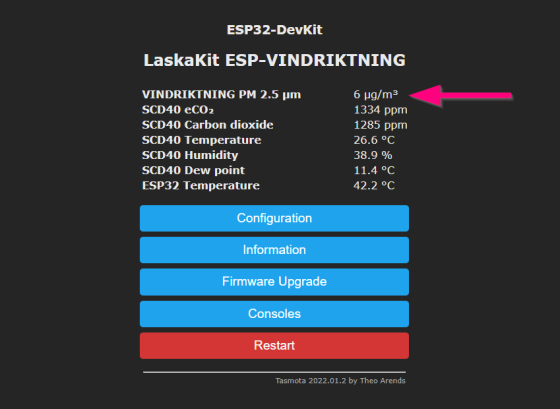 ESP32-DevKit
LaskaKit ESP-VINDRIKTNING
VINDRIKTNING PM 2.5 µm 6 µg/m³
SCD40 eCO₂ 1334 ppm
SCD40 Carbon dioxide 1285 ppm
SCD40 Temperature 26.6 °C
SCD40 Humidity 38.9 %
SCD40 Dew point 11.4 °C
ESP32 Temperature 42.2 °C
Configuration
Information
Firmware Upgrade
Consoles
Restart
Tasmota 2022.01.2 by Theo Arends